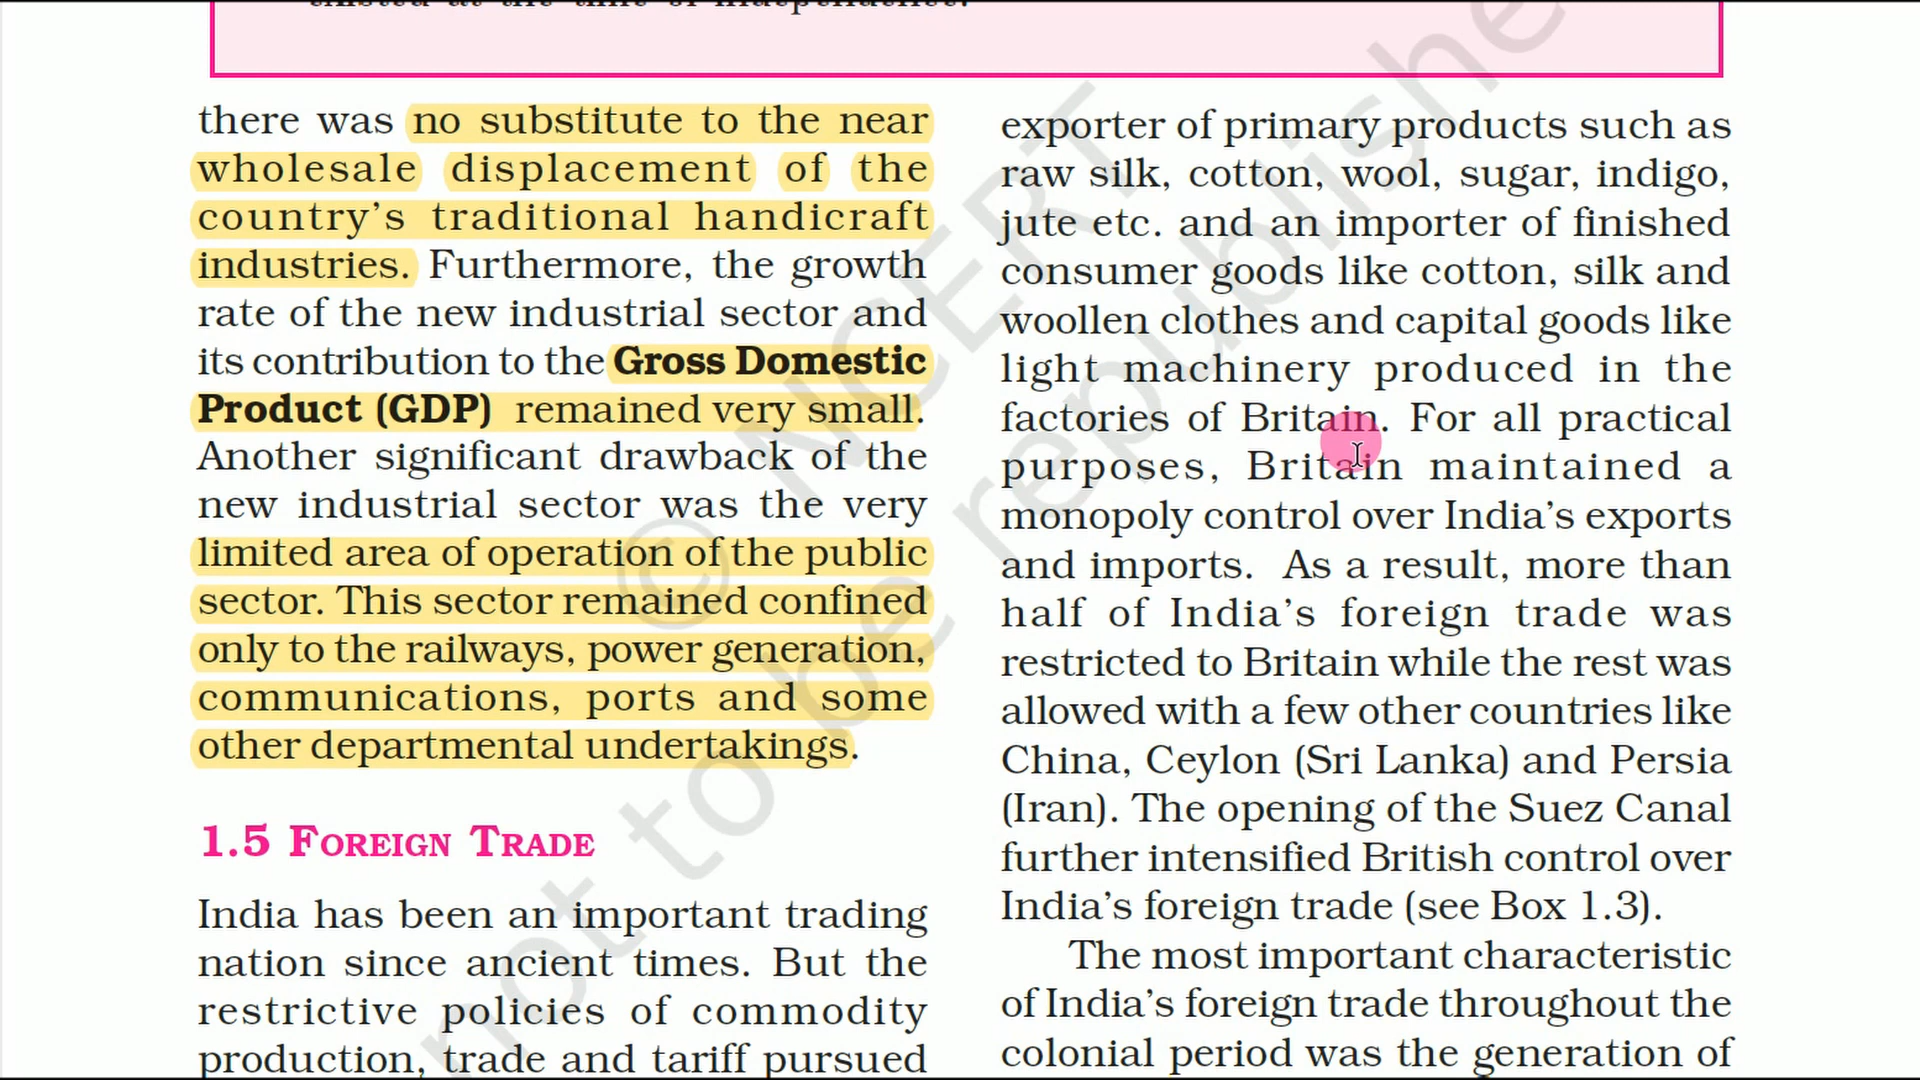 existed at the time of independence.
there was no substitute to the near
wholesale displacement of the
country’s traditional handicraft
industries. Furthermore, the growth
rate of the new industrial sector and
its contribution to the Gross Domestic
Product (GDP) remained very small.
Another significant drawback of the
new industrial sector was the very
limited area of operation of the public
sector. This sector remained confined
only to the railways, power generation,
communications, ports and some
other departmental undertakings.
1.5 FOREIGN TRADE
India has been an important trading
nation since ancient times. But the
restrictive policies of commodity
production, trade and tariff pursued
exporter of primary products such as
raw silk, cotton, wool, sugar, indigo,
jute etc. and an importer of finished
consumer goods like cotton, silk and
woollen clothes and capital goods like
light machinery produced in the
factories of Britain. For all practical
purposes, Britain maintained a
monopoly control over India’s exports
and imports. As a result, more than
half of India’s foreign trade was
restricted to Britain while the rest was
allowed with a few other countries like
China, Ceylon (Sri Lanka) and Persia
(Iran). The opening of the Suez Canal
further intensified British control over
India’s foreign trade (see Box 1.3).
The most important characteristic
of India’s foreign trade throughout the
colonial period was the generation of
© NCERT
not to be republishe